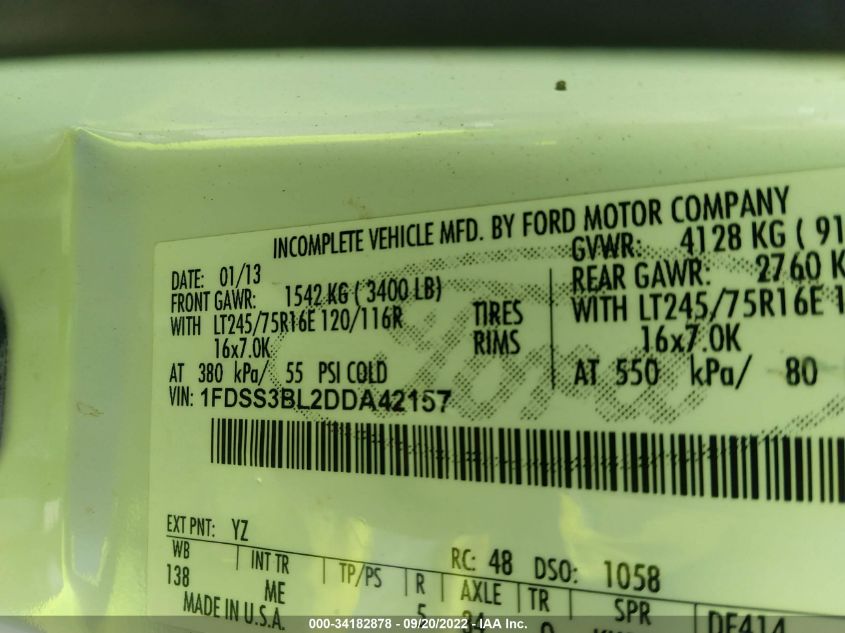 INCOMPLETE VEHICLE MFD. BY FORD MOTOR COMPANY
DATE: 01/13 GVWR: 4128 KG ( 91
FRONT GAWR: 1542 KG ( 3400 LB) REAR GAWR: 2760 K
WITH LT245/75R16E 120/116R TIRES WITH LT245/75R16E 1
16x7.0K RIMS 16x7.0K
AT 380 kPa/ 55 PSI COLD AT 550 kPa/ 80
VIN: 1FDSS3BL2DDA42157
Ford
EXT PNT: YZ RC: 48 DSO: 1058
WB INT TR TP/PS R AXLE TR SPR
138 ME 5 34
MADE IN U.S.A. DF414
000-34182878 - 09/20/2022 - IAA Inc.